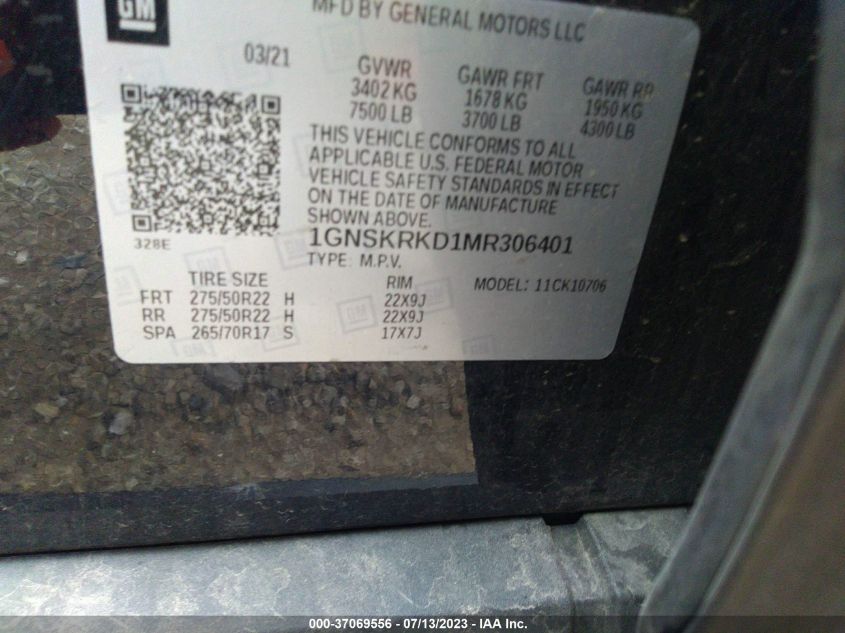 GM
MFD BY GENERAL MOTORS LLC
03/21
GVWR GAWR FRT GAWR RR
3402 KG 1678 KG 1950 KG
7500 LB 3700 LB 4300 LB
THIS VEHICLE CONFORMS TO ALL
APPLICABLE U.S. FEDERAL MOTOR
VEHICLE SAFETY STANDARDS IN EFFECT
ON THE DATE OF MANUFACTURE
SHOWN ABOVE.
328E
1GNSKRKD1MR306401
TYPE: M.P.V.
TIRE SIZE RIM MODEL: 11CK10706
FRT 275/50R22 H 22X9J
RR 275/50R22 H 22X9J
SPA 265/70R17 S 17X7J
000-37069556 - 07/13/2023 - IAA Inc.